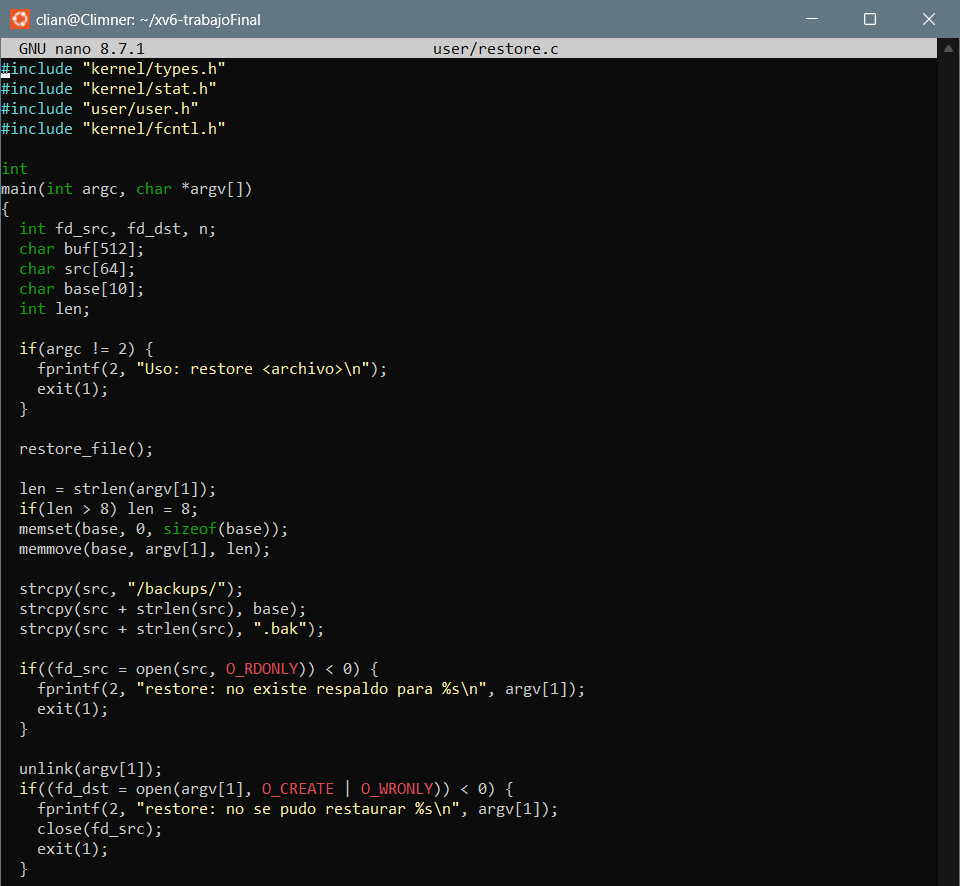 clian@Climner: ~/xv6-trabajoFinal
GNU nano 8.7.1 user/restore.c
#include "kernel/types.h"
#include "kernel/stat.h"
#include "user/user.h"
#include "kernel/fcntl.h"

int
main(int argc, char *argv[])
{
  int fd_src, fd_dst, n;
  char buf[512];
  char src[64];
  char base[10];
  int len;

  if(argc != 2) {
    fprintf(2, "Uso: restore <archivo>\n");
    exit(1);
  }

  restore_file();

  len = strlen(argv[1]);
  if(len > 8) len = 8;
  memset(base, 0, sizeof(base));
  memmove(base, argv[1], len);

  strcpy(src, "/backups/");
  strcpy(src + strlen(src), base);
  strcpy(src + strlen(src), ".bak");

  if((fd_src = open(src, O_RDONLY)) < 0) {
    fprintf(2, "restore: no existe respaldo para %s\n", argv[1]);
    exit(1);
  }

  unlink(argv[1]);
  if((fd_dst = open(argv[1], O_CREATE | O_WRONLY)) < 0) {
    fprintf(2, "restore: no se pudo restaurar %s\n", argv[1]);
    close(fd_src);
    exit(1);
  }